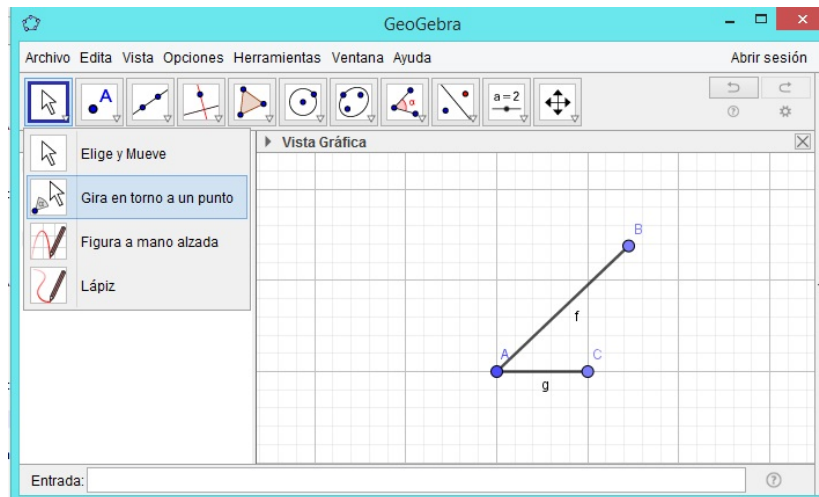 GeoGebra
Archivo Edita Vista Opciones Herramientas Ventana Ayuda Abrir sesión
A α a=2
Elige y Mueve
Gira en torno a un punto
Figura a mano alzada
Lápiz
Vista Gráfica
B
f
A C
g
Entrada: